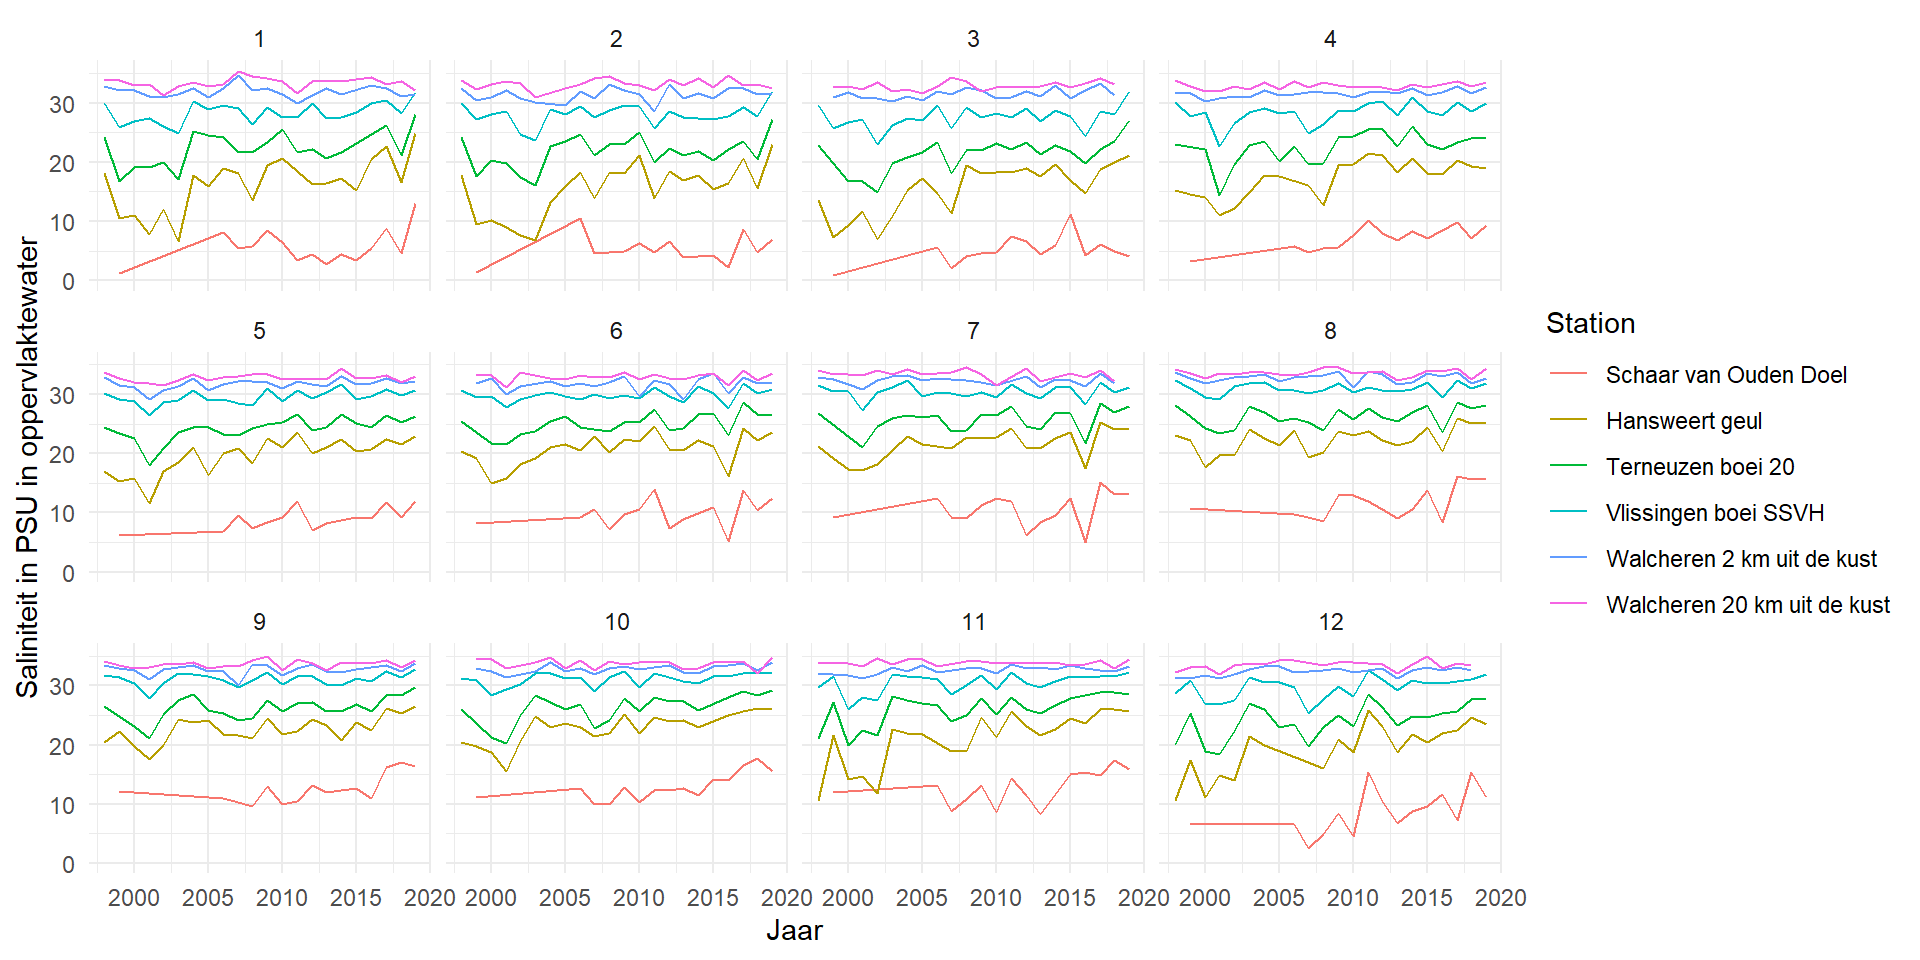 1 2 3 4
30
20
10
0
5 6 7 8
30
20
10
0
9 10 11 12
30
20
10
0
2000 2005 2010 2015 2020 2000 2005 2010 2015 2020 2000 2005 2010 2015 2020 2000 2005 2010 2015 2020
Jaar
Saliniteit in PSU in oppervlaktewater
Station
Schaar van Ouden Doel
Hansweert geul
Terneuzen boei 20
Vlissingen boei SSVH
Walcheren 2 km uit de kust
Walcheren 20 km uit de kust